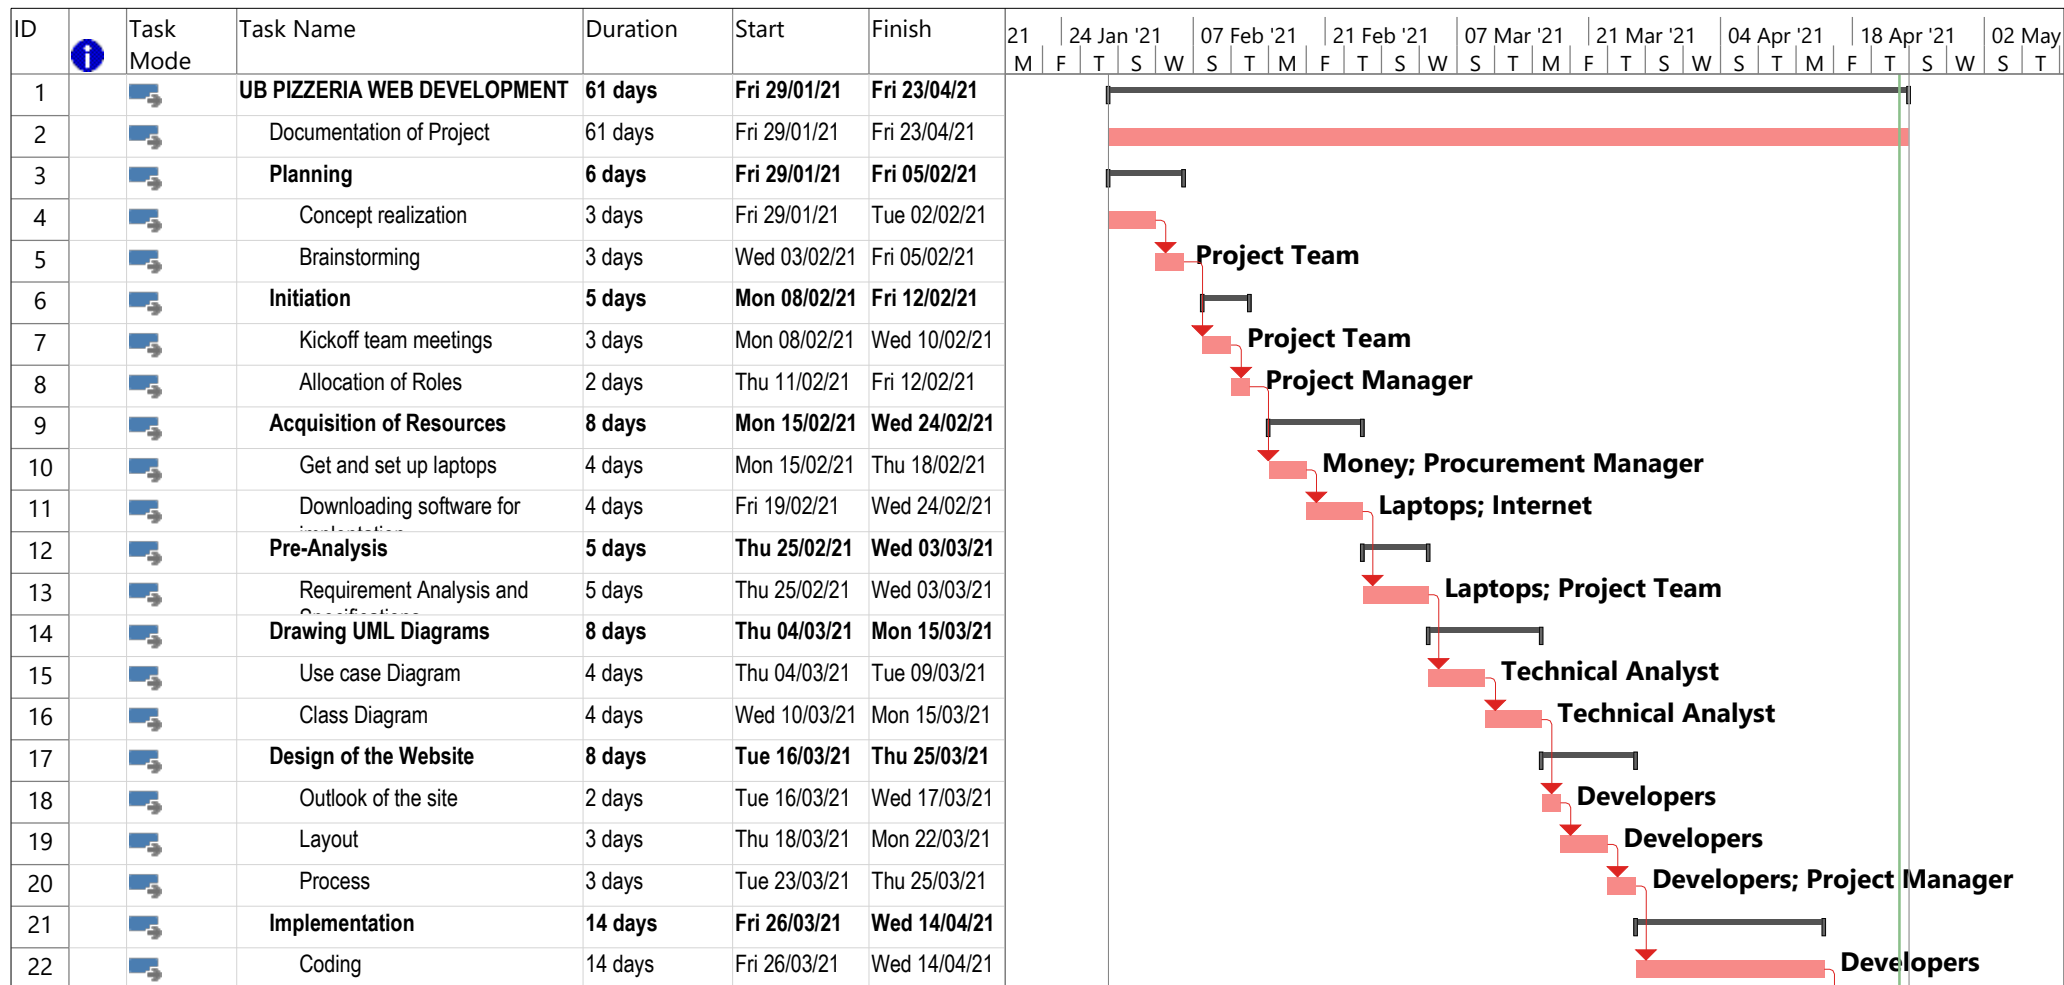 ID Task Mode Task Name Duration Start Finish
21 24 Jan '21 07 Feb '21 21 Feb '21 07 Mar '21 21 Mar '21 04 Apr '21 18 Apr '21 02 May
M F T S W S T M F T S W S T M F T S W S T M F T S W S T
1 UB PIZZERIA WEB DEVELOPMENT 61 days Fri 29/01/21 Fri 23/04/21
2 Documentation of Project 61 days Fri 29/01/21 Fri 23/04/21
3 Planning 6 days Fri 29/01/21 Fri 05/02/21
4 Concept realization 3 days Fri 29/01/21 Tue 02/02/21
5 Brainstorming 3 days Wed 03/02/21 Fri 05/02/21 Project Team
6 Initiation 5 days Mon 08/02/21 Fri 12/02/21
7 Kickoff team meetings 3 days Mon 08/02/21 Wed 10/02/21 Project Team
8 Allocation of Roles 2 days Thu 11/02/21 Fri 12/02/21 Project Manager
9 Acquisition of Resources 8 days Mon 15/02/21 Wed 24/02/21
10 Get and set up laptops 4 days Mon 15/02/21 Thu 18/02/21 Money; Procurement Manager
11 Downloading software for 4 days Fri 19/02/21 Wed 24/02/21 Laptops; Internet
12 Pre-Analysis 5 days Thu 25/02/21 Wed 03/03/21
13 Requirement Analysis and 5 days Thu 25/02/21 Wed 03/03/21 Laptops; Project Team
14 Drawing UML Diagrams 8 days Thu 04/03/21 Mon 15/03/21
15 Use case Diagram 4 days Thu 04/03/21 Tue 09/03/21 Technical Analyst
16 Class Diagram 4 days Wed 10/03/21 Mon 15/03/21 Technical Analyst
17 Design of the Website 8 days Tue 16/03/21 Thu 25/03/21
18 Outlook of the site 2 days Tue 16/03/21 Wed 17/03/21 Developers
19 Layout 3 days Thu 18/03/21 Mon 22/03/21 Developers
20 Process 3 days Tue 23/03/21 Thu 25/03/21 Developers; Project Manager
21 Implementation 14 days Fri 26/03/21 Wed 14/04/21
22 Coding 14 days Fri 26/03/21 Wed 14/04/21 Developers